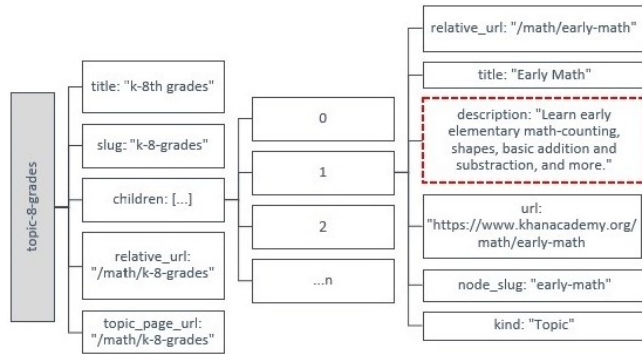 topic-8-grades
title: "k-8th grades"
slug: "k-8-grades"
children: [...]
relative_url:
"/math/k-8-grades"
topic_page_url:
"/math/k-8-grades"
0
1
2
...n
relative_url: "/math/early-math"
title: "Early Math"
description: "Learn early
elementary math-counting,
shapes, basic addition and
substraction, and more."
url:
"https://www.khanacademy.org/
math/early-math
node_slug: "early-math"
kind: "Topic"